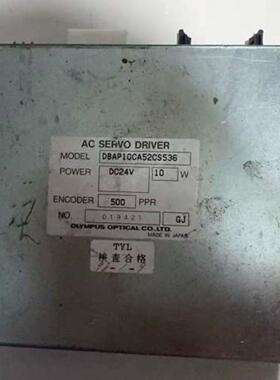 AC SERVO DRIVER
MODEL DBAP10CA52CS536
POWER DC24V 10 W
ENCODER 500 PPR
NO. 019421 GJ
OLYMPUS OPTICAL CO.,LTD.
MADE IN JAPAN
TYL
検査合格